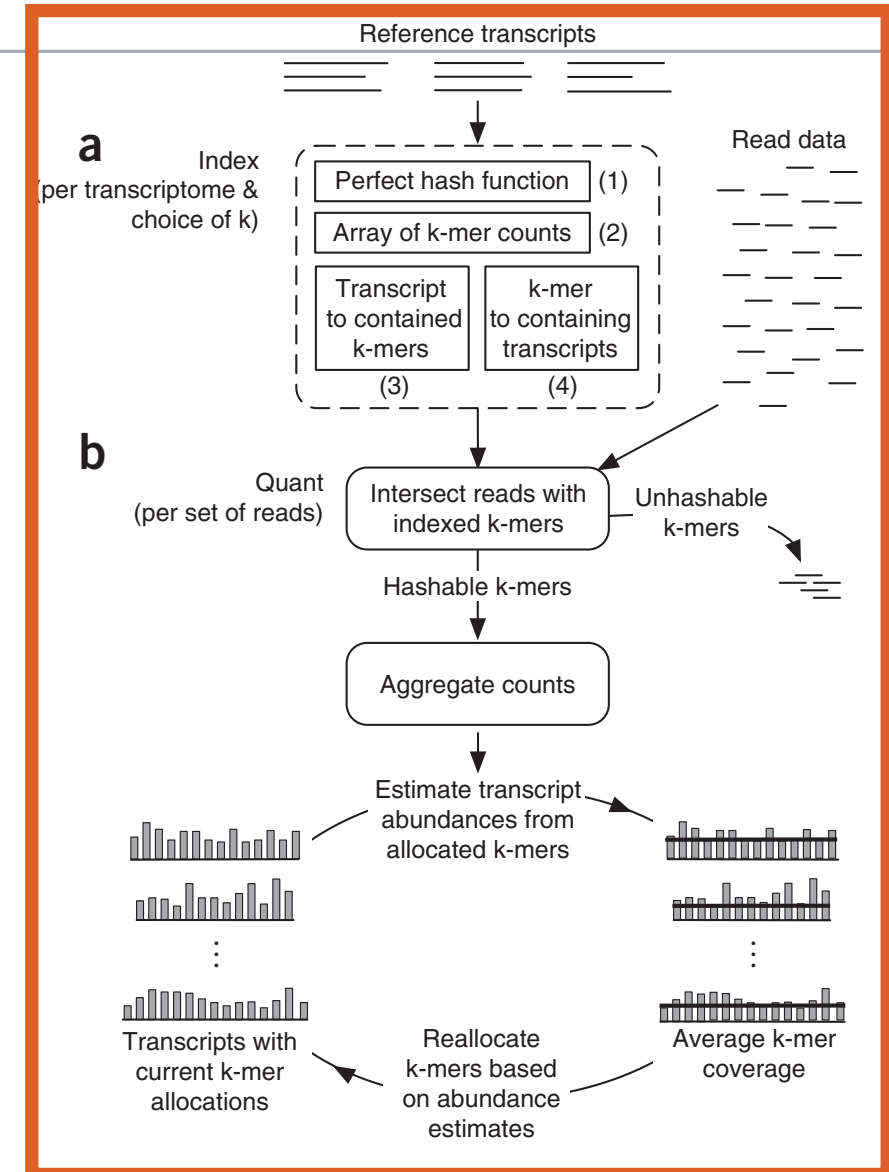 Reference transcripts
a
Index
(per transcriptome &
choice of k)
Perfect hash function
(1)
Array of k-mer counts
(2)
Transcript
to contained
k-mers
(3)
k-mer
to containing
transcripts
(4)
Read data
b
Quant
(per set of reads)
Intersect reads with
indexed k-mers
Unhashable
k-mers
Hashable k-mers
Aggregate counts
Estimate transcript
abundances from
allocated k-mers
⋮
⋮
Transcripts with
current k-mer
allocations
Reallocate
k-mers based
on abundance
estimates
Average k-mer
coverage